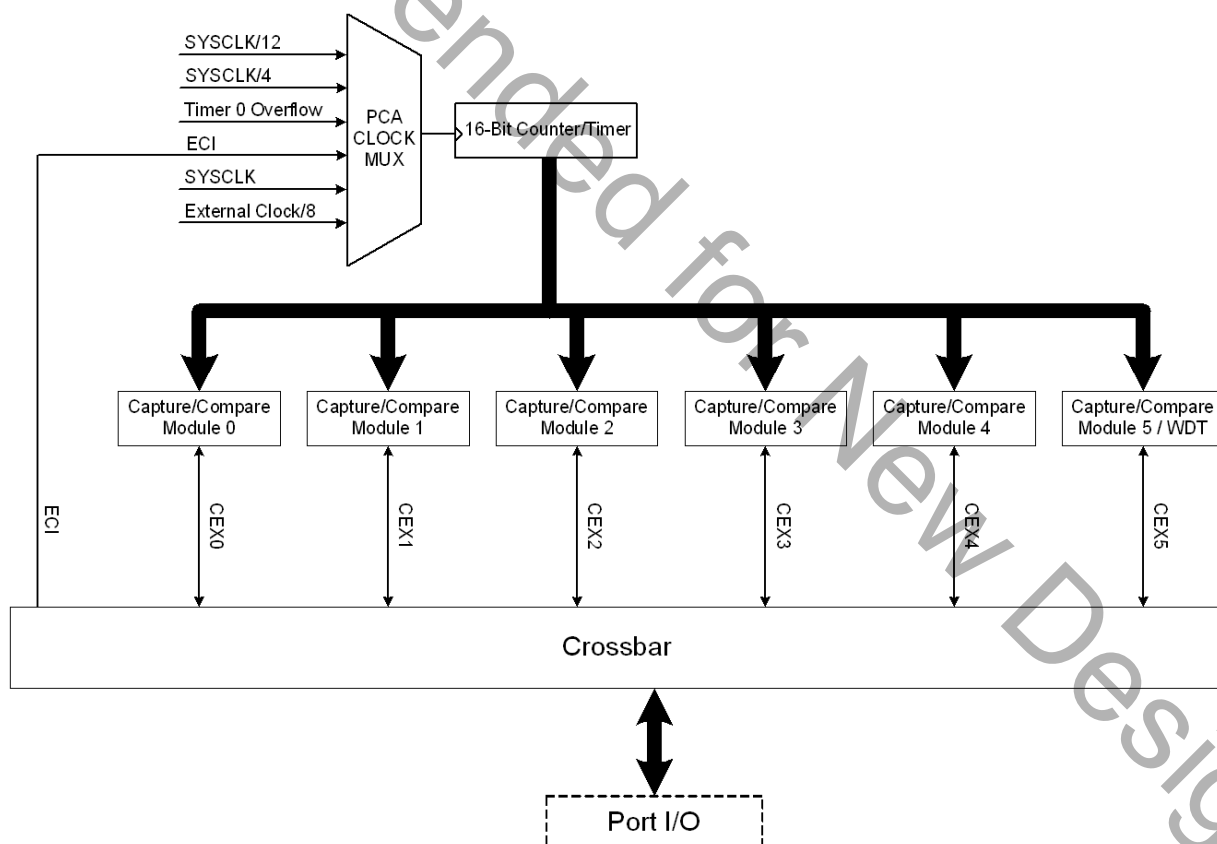 SYSCLK/12
SYSCLK/4
Timer 0 Overflow
ECI
SYSCLK
External Clock/8
PCA
CLOCK
MUX
16-Bit Counter/Timer
Capture/Compare
Module 0
Capture/Compare
Module 1
Capture/Compare
Module 2
Capture/Compare
Module 3
Capture/Compare
Module 4
Capture/Compare
Module 5 / WDT
ECI
CEX0
CEX1
CEX2
CEX3
CEX4
CEX5
Crossbar
Port I/O
for New